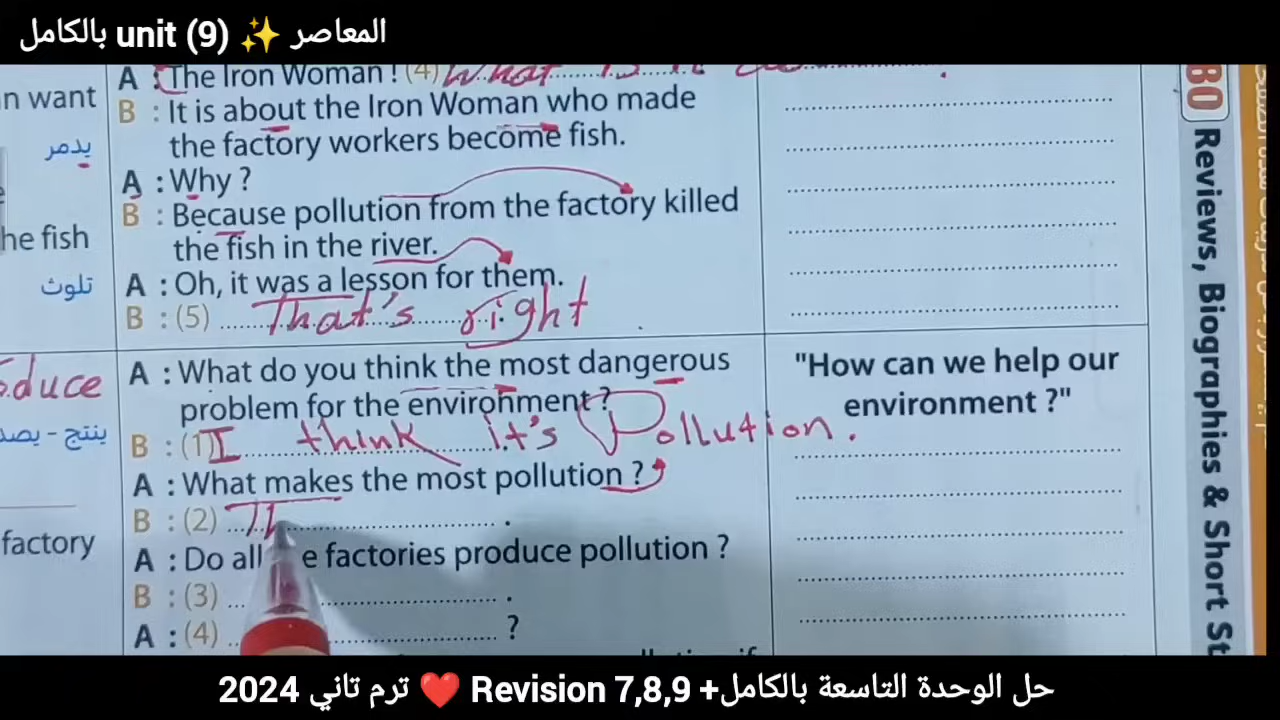 المعاصر ✨ unit (9) بالكامل
A : The Iron Woman ! (4) What is it
B : It is about the Iron Woman who made
the factory workers become fish.
A : Why ?
B : Because pollution from the factory killed
the fish in the river.
A : Oh, it was a lesson for them.
B : (5) That's right
n want
يدمر
he fish
تلوث
oduce
ينتج - يصد
factory
A : What do you think the most dangerous
problem for the environment ?
B : (1) I think it's Pollution.
A : What makes the most pollution ?
B : (2) Th
A : Do all e factories produce pollution ?
B : (3)
A : (4) ?
"How can we help our
environment ?"
80 Reviews, Biographies & Short St
حل الوحدة التاسعة بالكامل+ Revision 7,8,9 ❤️ ترم تاني 2024